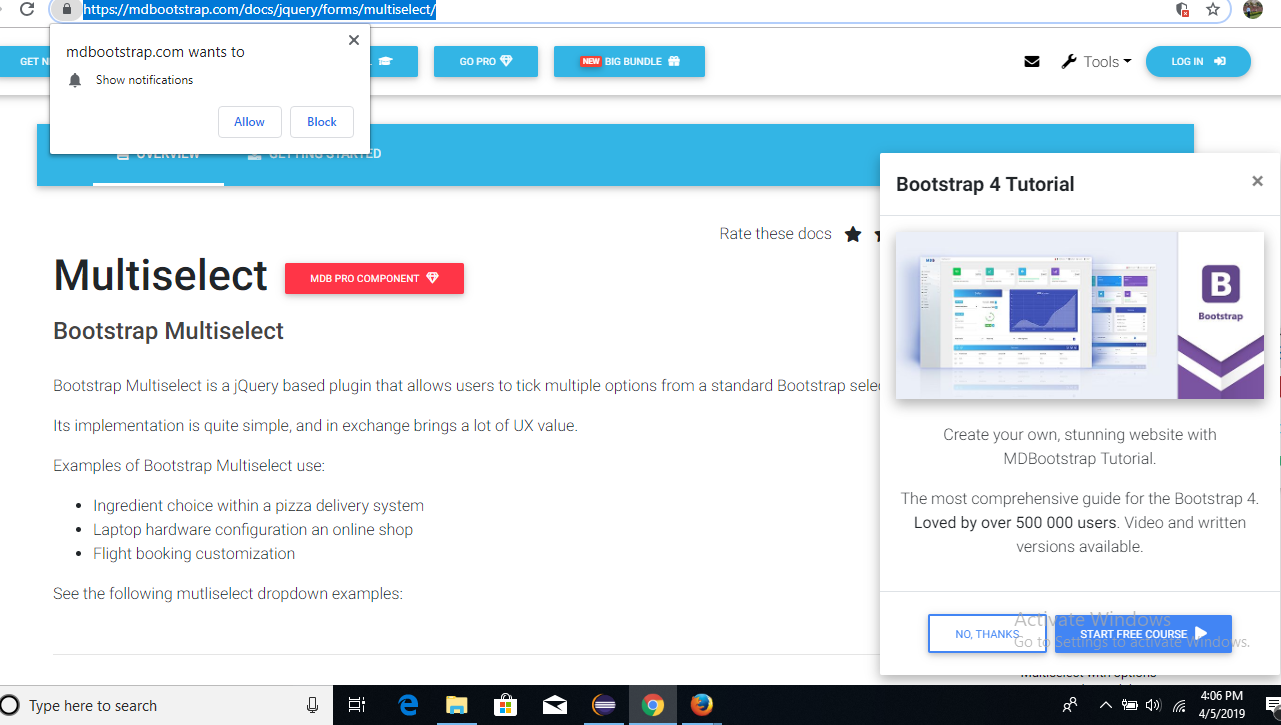 https://mdbootstrap.com/docs/jquery/forms/multiselect/
mdbootstrap.com wants to
Show notifications
Allow
Block
GET
GO PRO
NEW BIG BUNDLE
Tools
LOG IN
OVERVIEW
GETTING STARTED
Rate these docs
Multiselect
MDB PRO COMPONENT
Bootstrap Multiselect
Bootstrap Multiselect is a jQuery based plugin that allows users to tick multiple options from a standard Bootstrap
Its implementation is quite simple, and in exchange brings a lot of UX value.
Examples of Bootstrap Multiselect use:
Ingredient choice within a pizza delivery system
Laptop hardware configuration an online shop
Flight booking customization
See the following mutliselect dropdown examples:
Bootstrap 4 Tutorial
B
Bootstrap
Create your own, stunning website with
MDBootstrap Tutorial.
The most comprehensive guide for the Bootstrap 4.
Loved by over 500 000 users. Video and written
versions available.
NO, THANKS
START FREE COURSE
Activate Windows
Go to Settings to activate Windows.
Multiselect with options
Type here to search
4:06 PM
4/5/2019